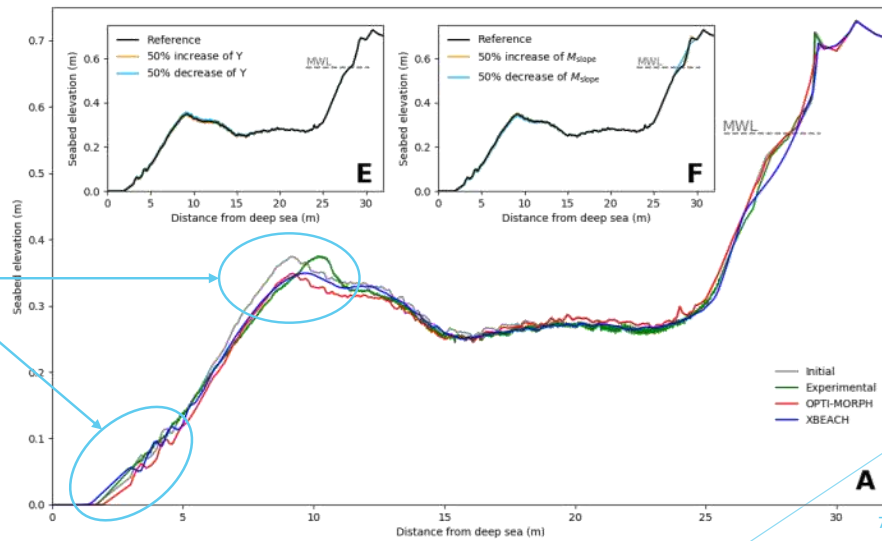 0.7
0.6
0.5
0.4
0.3
0.2
0.1
0.0
Seabed elevation (m)
0 5 10 15 20 25 30
Distance from deep sea (m)
Reference
50% increase of Y
50% decrease of Y
MWL
0.6
0.4
0.2
0.0
Seabed elevation (m)
E
0 5 10 15 20 25 30
Distance from deep sea (m)
Reference
50% increase of Mslope
50% decrease of Mslope
MWL
0.6
0.4
0.2
0.0
Seabed elevation (m)
F
0 5 10 15 20 25 30
Distance from deep sea (m)
MWL
Initial
Experimental
OPTI-MORPH
XBEACH
A